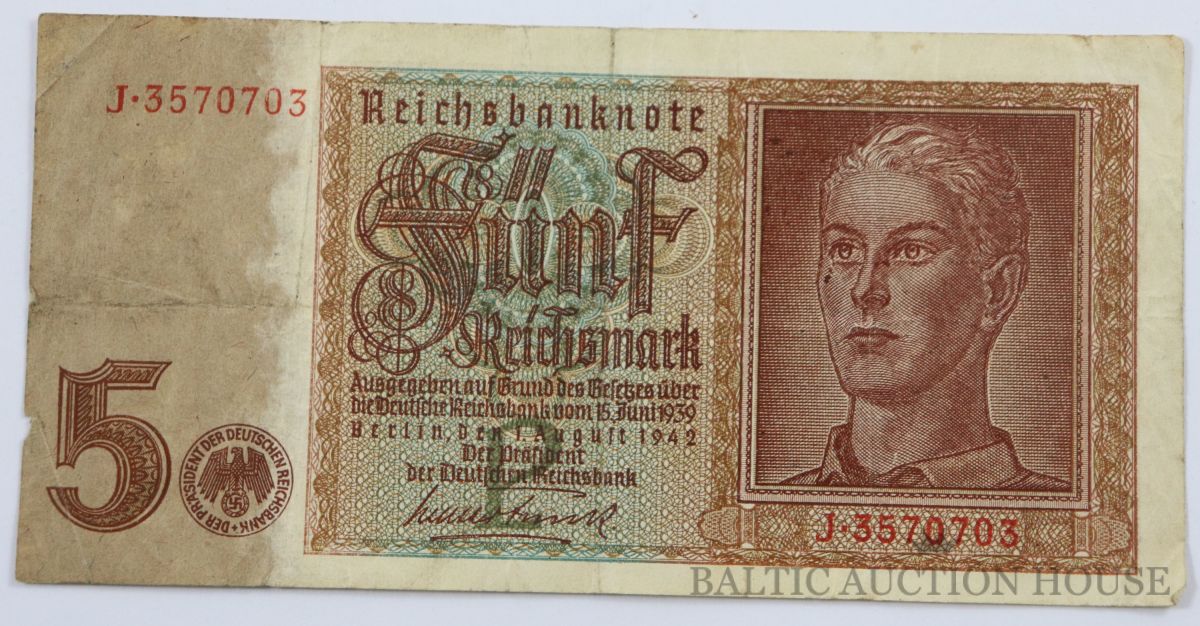 J·3570703
Reichsbanknote
Fünf
Reichsmark
Ausgegeben auf Grund des Gesetzes über
die Deutsche Reichsbank vom 15. Juni 1939
Berlin, den 1. August 1942
Der Präsident
der Deutschen Reichsbank
5
DER PRÄSIDENT DER DEUTSCHEN REICHSBANK
J·3570703
BALTIC AUCTION HOUSE